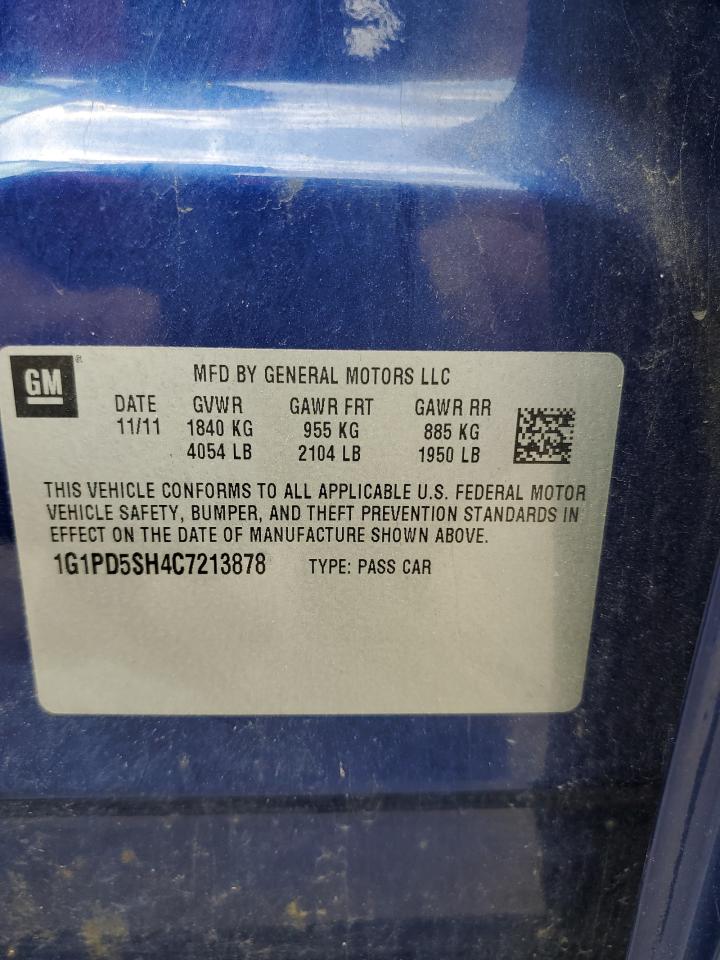 GM
MFD BY GENERAL MOTORS LLC
DATE GVWR GAWR FRT GAWR RR
11/11 1840 KG 955 KG 885 KG
4054 LB 2104 LB 1950 LB
THIS VEHICLE CONFORMS TO ALL APPLICABLE U.S. FEDERAL MOTOR
VEHICLE SAFETY, BUMPER, AND THEFT PREVENTION STANDARDS IN
EFFECT ON THE DATE OF MANUFACTURE SHOWN ABOVE.
1G1PD5SH4C7213878 TYPE: PASS CAR